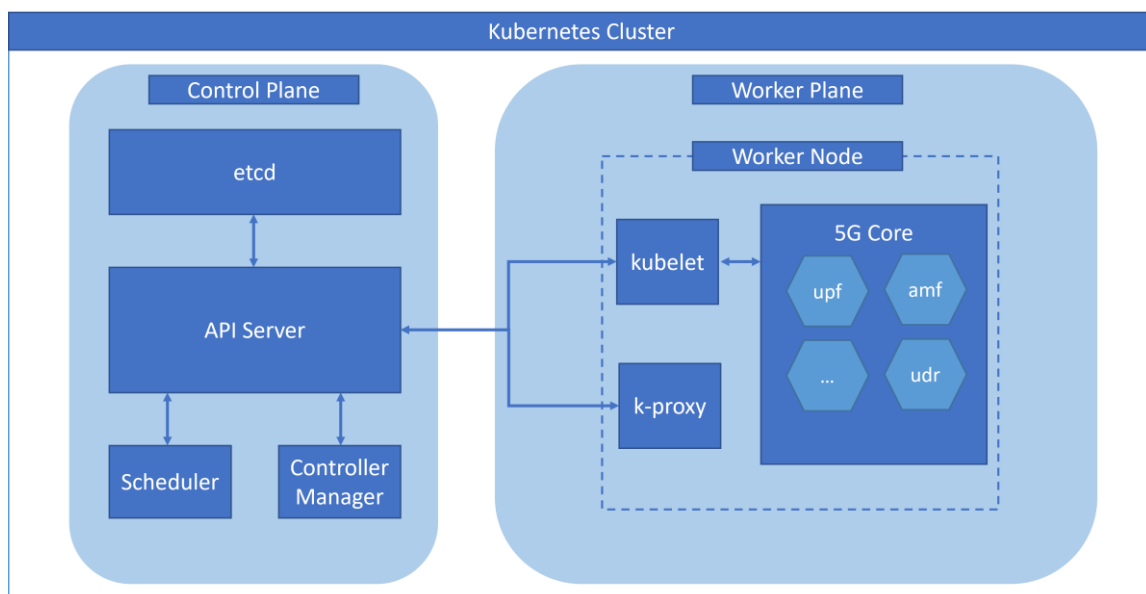 Kubernetes Cluster
Control Plane
etcd
API Server
Scheduler
Controller
Manager
Worker Plane
Worker Node
kubelet
k-proxy
5G Core
upf
amf
...
udr